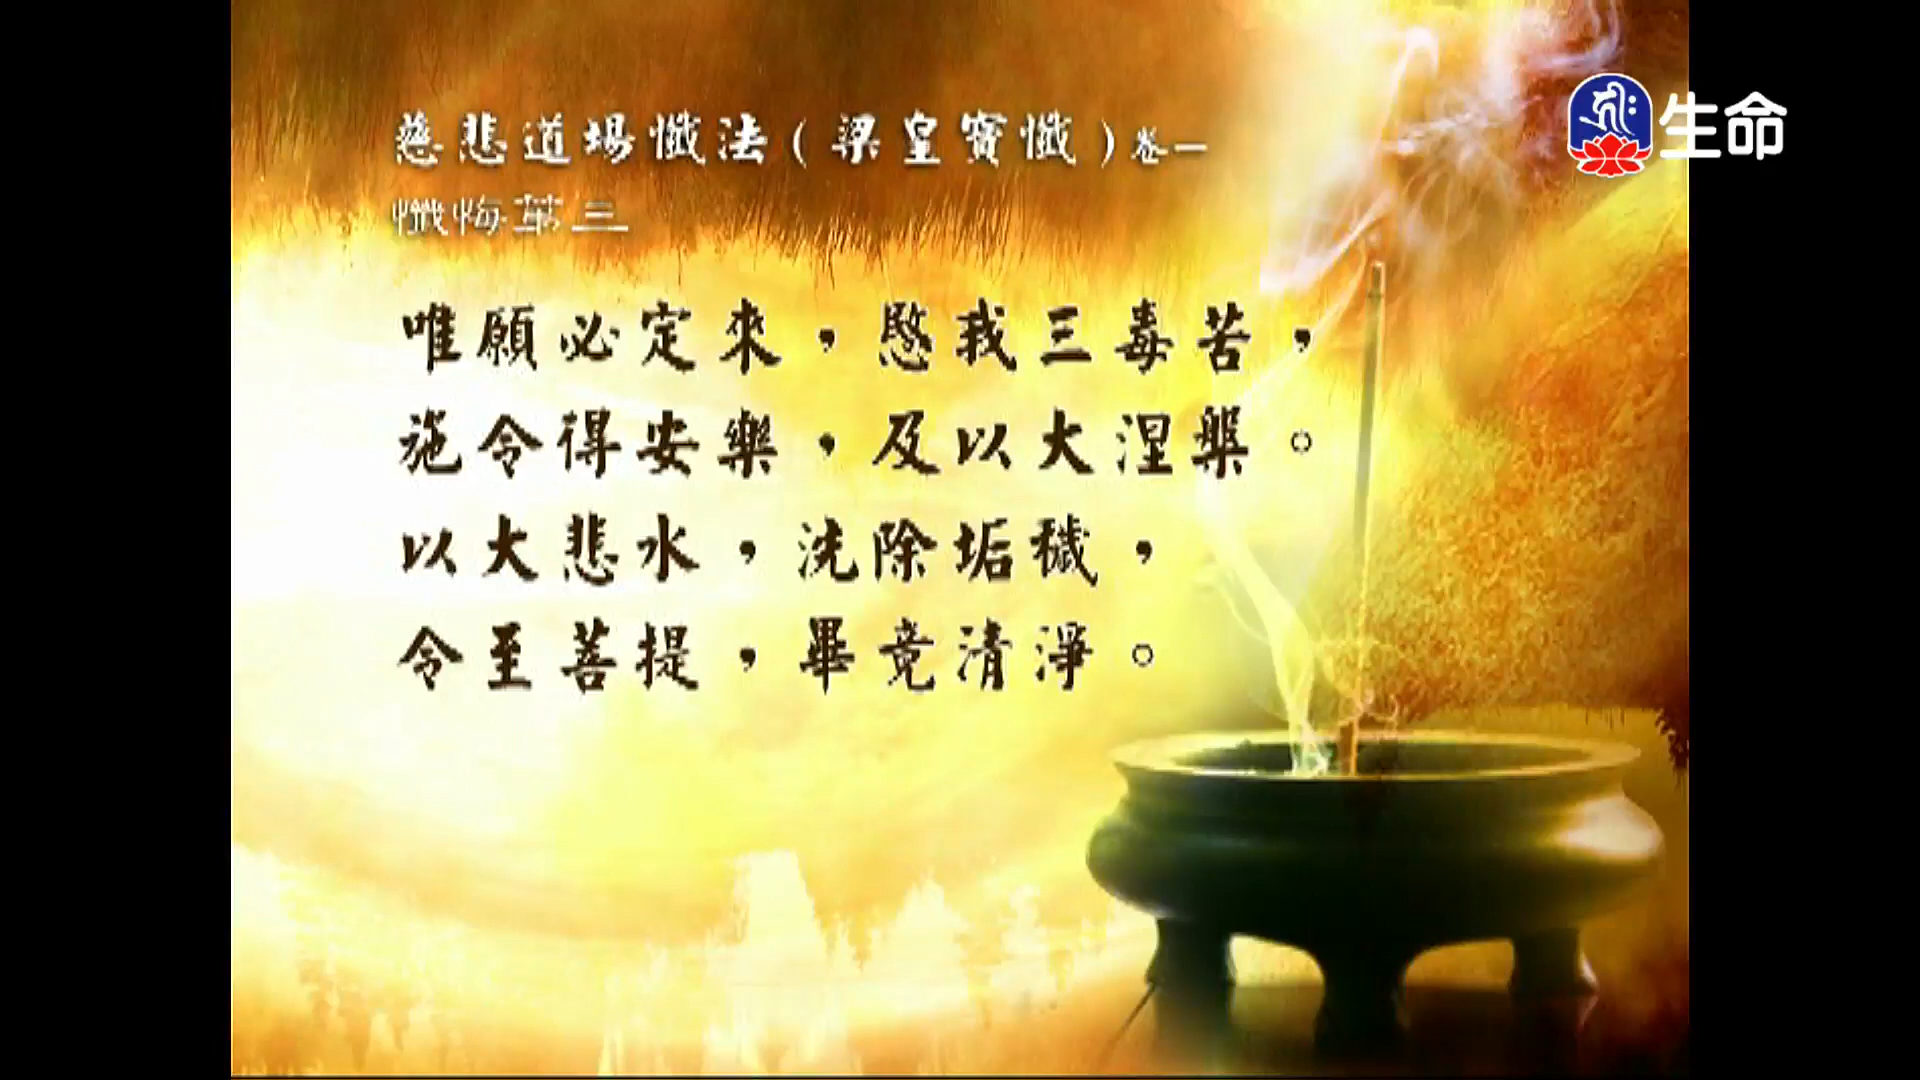 慈悲道場懺法(梁皇寶懺)卷一
生命
懺悔第三
唯願必定來，愍我三毒苦，
施令得安樂，及以大涅槃。
以大悲水，洗除垢穢，
令至菩提，畢竟清淨。